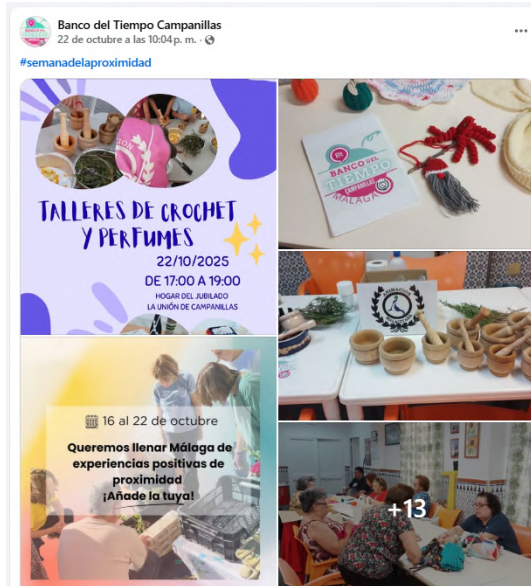 Banco del Tiempo Campanillas
22 de octubre a las 10:04 p. m.
#semanadelaproximidad
TALLERES DE CROCHET
Y PERFUMES
22/10/2025
DE 17:00 A 19:00
HOGAR DEL JUBILADO
LA UNIÓN DE CAMPANILLAS
BANCO DEL
TIEMPO
CAMPANILLAS
MÁLAGA
16 al 22 de octubre
Queremos llenar Málaga de
experiencias positivas de
proximidad
¡Añade la tuya!
+13